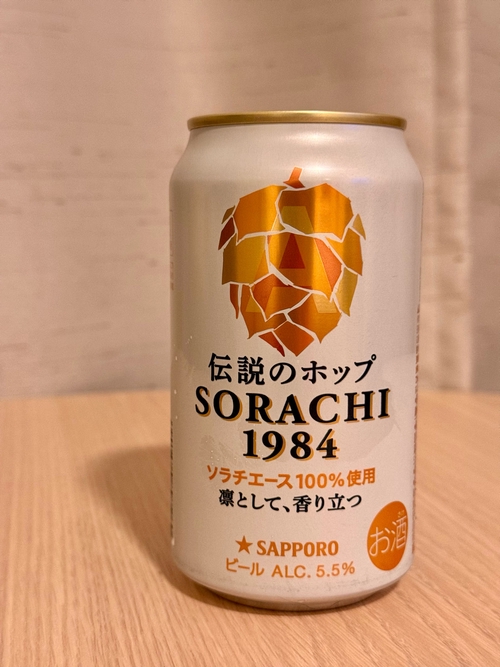 伝説のホップ
SORACHI
1984
ソラチエース100%使用
凛として、香り立つ
★SAPPORO
ビール ALC. 5.5%
お酒